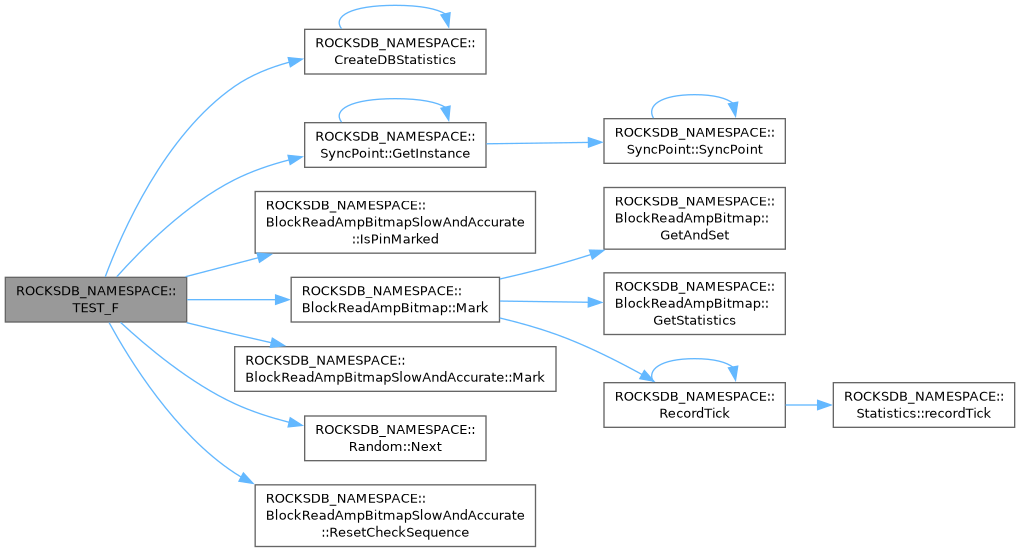 ROCKSDB_NAMESPACE::
TEST_F
ROCKSDB_NAMESPACE::
CreateDBStatistics
ROCKSDB_NAMESPACE::
SyncPoint::GetInstance
ROCKSDB_NAMESPACE::
SyncPoint::SyncPoint
ROCKSDB_NAMESPACE::
BlockReadAmpBitmapSlowAndAccurate
::IsPinMarked
ROCKSDB_NAMESPACE::
BlockReadAmpBitmap::Mark
ROCKSDB_NAMESPACE::
BlockReadAmpBitmap::
GetAndSet
ROCKSDB_NAMESPACE::
BlockReadAmpBitmap::
GetStatistics
ROCKSDB_NAMESPACE::
RecordTick
ROCKSDB_NAMESPACE::
Statistics::recordTick
ROCKSDB_NAMESPACE::
BlockReadAmpBitmapSlowAndAccurate::Mark
ROCKSDB_NAMESPACE::
Random::Next
ROCKSDB_NAMESPACE::
BlockReadAmpBitmapSlowAndAccurate
::ResetCheckSequence